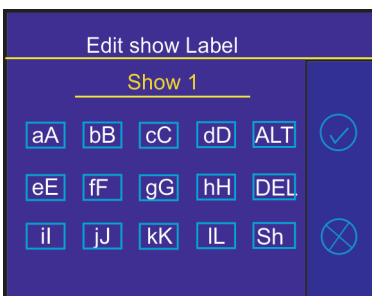 Edit show Label
Show 1
aA bB cC dD ALT
eE fF gG hH DEL
iI jJ kK lL Sh